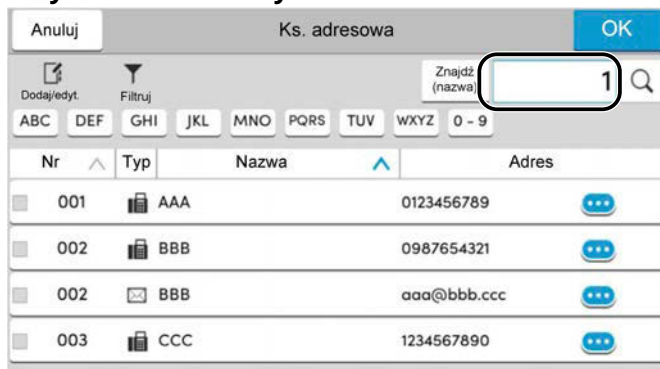 Anuluj Ks. adresowa OK
Znajdź
(nazwa) 1
Dodaj/edyt. Filtruj
ABC DEF GHI JKL MNO PQRS TUV WXYZ 0 - 9
Nr Typ Nazwa Adres
001 AAA 0123456789
002 BBB 0987654321
002 BBB aaa@bbb.ccc
003 CCC 1234567890